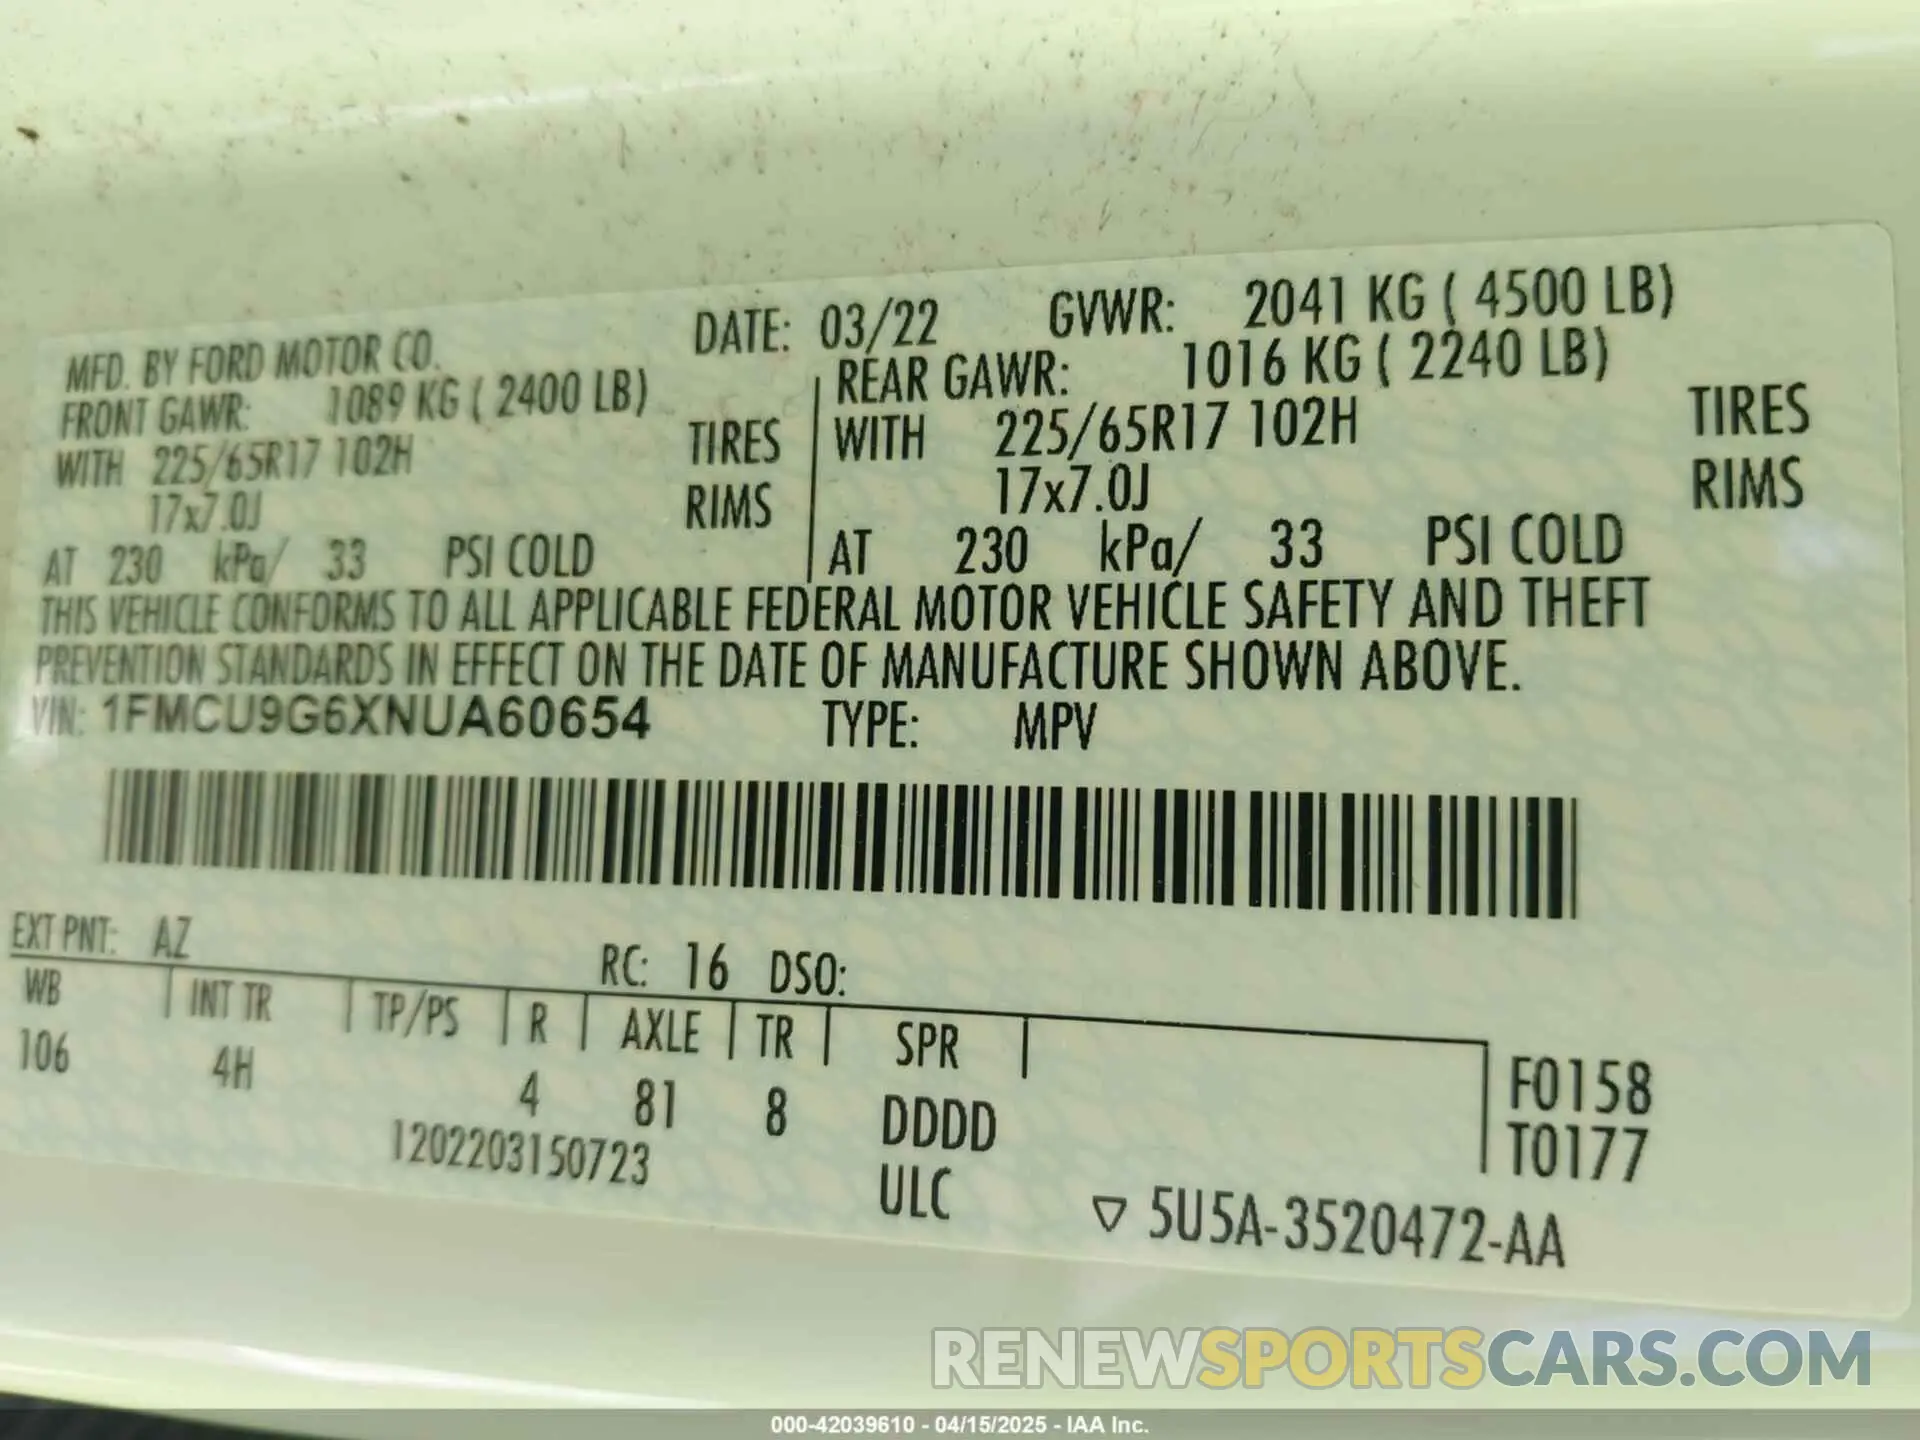 MFD. BY FORD MOTOR CO. DATE: 03/22 GVWR: 2041 KG ( 4500 LB)
FRONT GAWR: 1089 KG ( 2400 LB) REAR GAWR: 1016 KG ( 2240 LB)
WITH 225/65R17 102H TIRES WITH 225/65R17 102H TIRES
17x7.0J RIMS 17x7.0J RIMS
AT 230 kPa/ 33 PSI COLD AT 230 kPa/ 33 PSI COLD
THIS VEHICLE CONFORMS TO ALL APPLICABLE FEDERAL MOTOR VEHICLE SAFETY AND THEFT
PREVENTION STANDARDS IN EFFECT ON THE DATE OF MANUFACTURE SHOWN ABOVE.
VIN: 1FMCU9G6XNUA60654 TYPE: MPV
EXT PNT: AZ RC: 16 DSO:
WB INT TR TP/PS R AXLE TR SPR
106 4H 4 81 8 DDDD
F0158
T0177
1202203150723 ULC
▽ 5U5A-3520472-AA
RENEWSPORTSCARS.COM
000-42039610 - 04/15/2025 - IAA Inc.